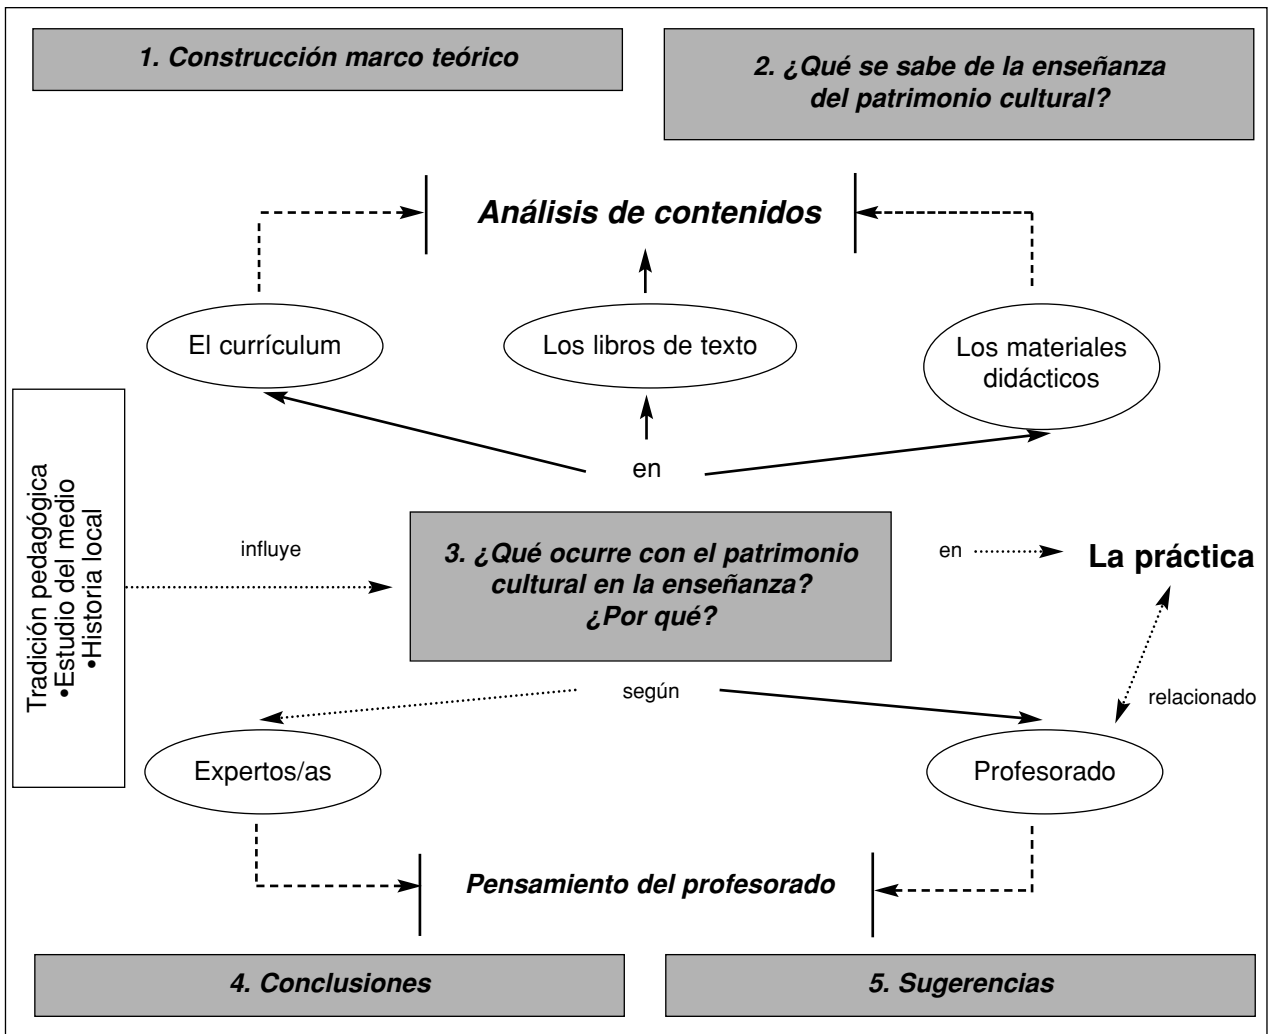 1. Construcción marco teórico
2. ¿Qué se sabe de la enseñanza
del patrimonio cultural?
Análisis de contenidos
El currículum
Los libros de texto
Los materiales
didácticos
en
Tradición pedagógica
•Estudio del medio
•Historia local
influye
3. ¿Qué ocurre con el patrimonio
cultural en la enseñanza?
¿Por qué?
en
La práctica
según
relacionado
Expertos/as
Profesorado
Pensamiento del profesorado
4. Conclusiones
5. Sugerencias